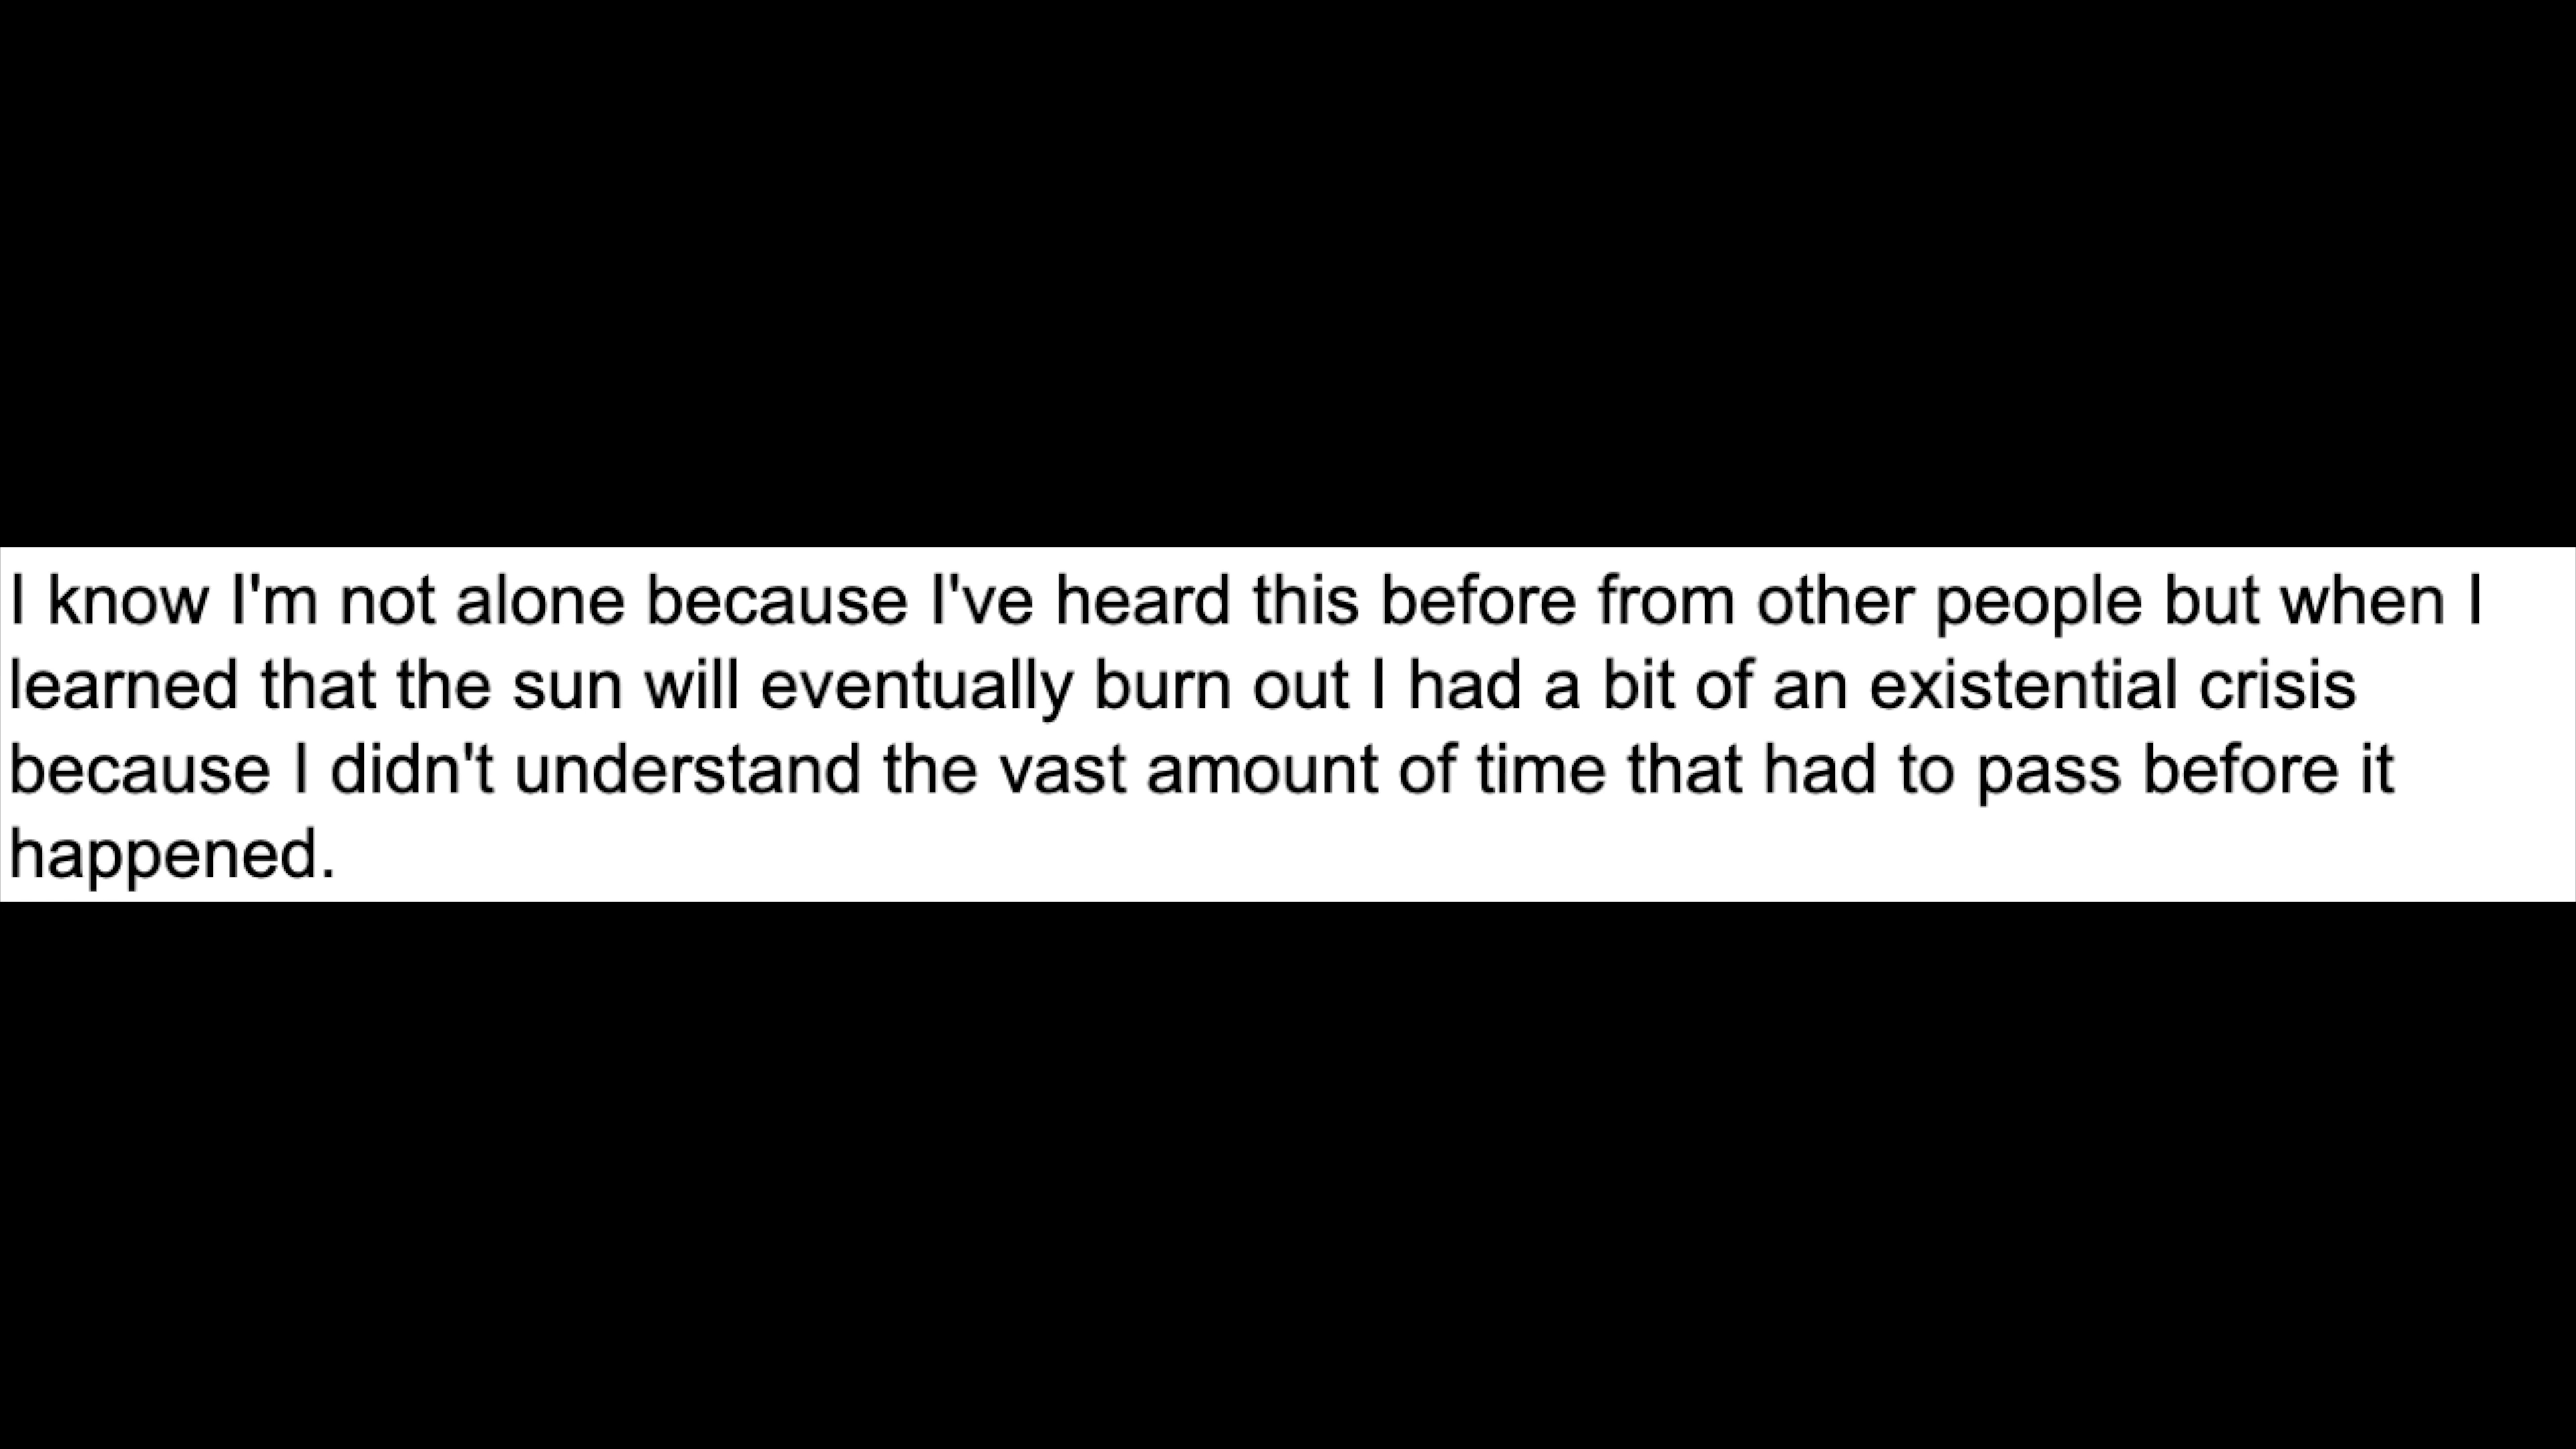 I know I'm not alone because I've heard this before from other people but when I
learned that the sun will eventually burn out I had a bit of an existential crisis
because I didn't understand the vast amount of time that had to pass before it
happened.